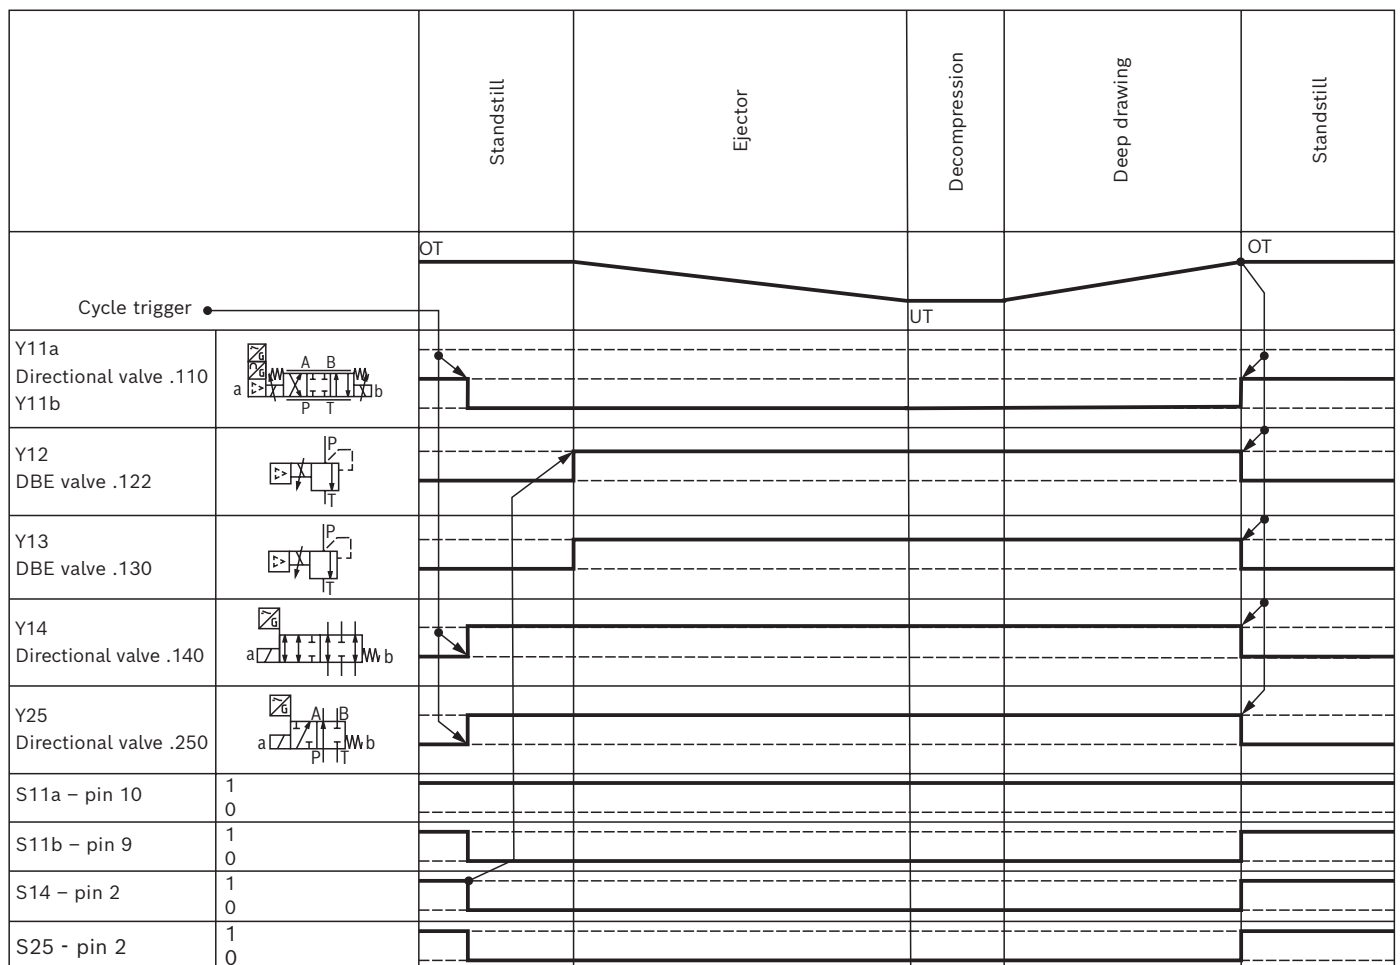 Standstill
Ejector
Decompression
Deep drawing
Standstill
OT
OT
Cycle trigger
UT
Y11a
Directional valve .110
Y11b
A B
a
b
P T
G
Y12
DBE valve .122
P
T
Y13
DBE valve .130
P
T
Y14
Directional valve .140
G
a
b
Y25
Directional valve .250
G
A B
a
b
P T
S11a – pin 10
1
0
S11b – pin 9
1
0
S14 – pin 2
1
0
S25 - pin 2
1
0